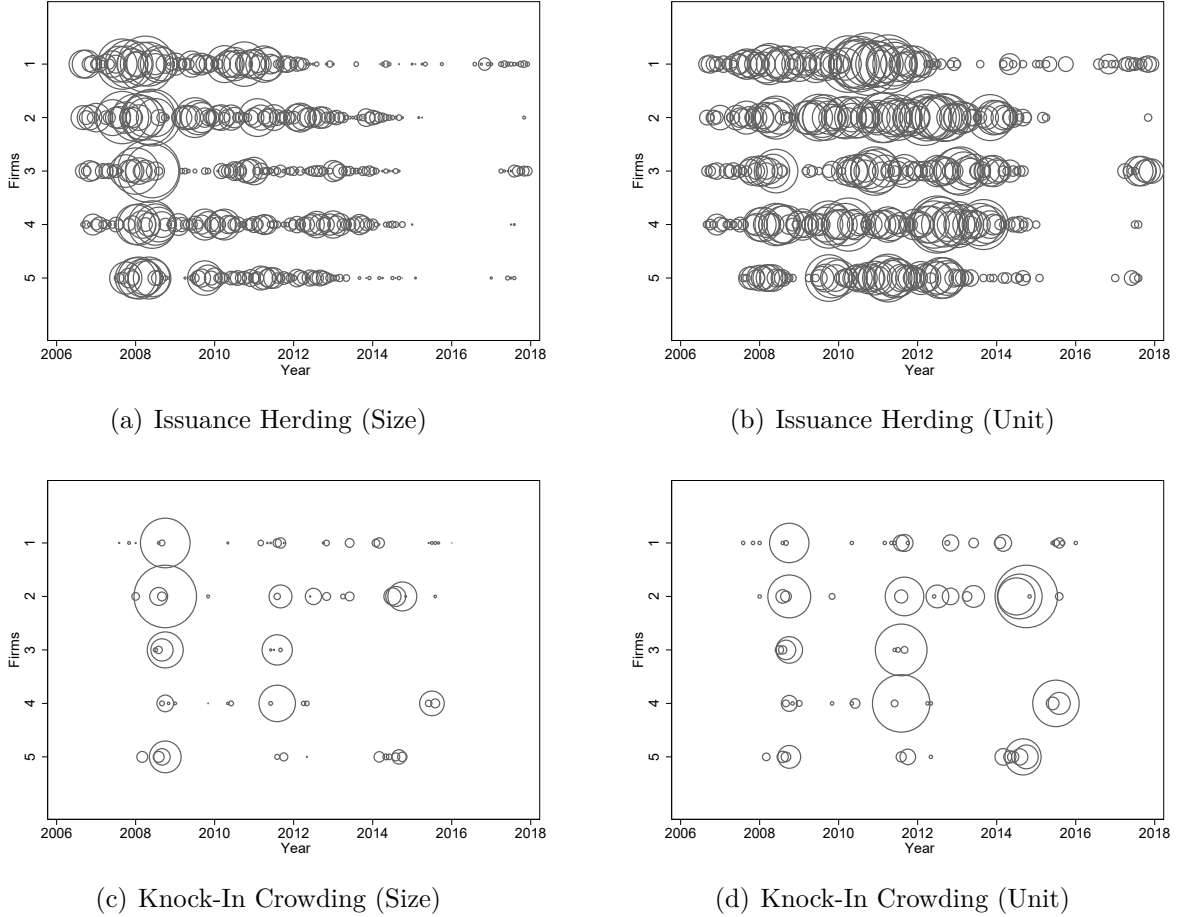 Firms
1
2
3
4
5
2006 2008 2010 2012 2014 2016 2018
Year
(a) Issuance Herding (Size)
Firms
1
2
3
4
5
2006 2008 2010 2012 2014 2016 2018
Year
(b) Issuance Herding (Unit)
Firms
1
2
3
4
5
2006 2008 2010 2012 2014 2016 2018
Year
(c) Knock-In Crowding (Size)
Firms
1
2
3
4
5
2006 2008 2010 2012 2014 2016 2018
Year
(d) Knock-In Crowding (Unit)